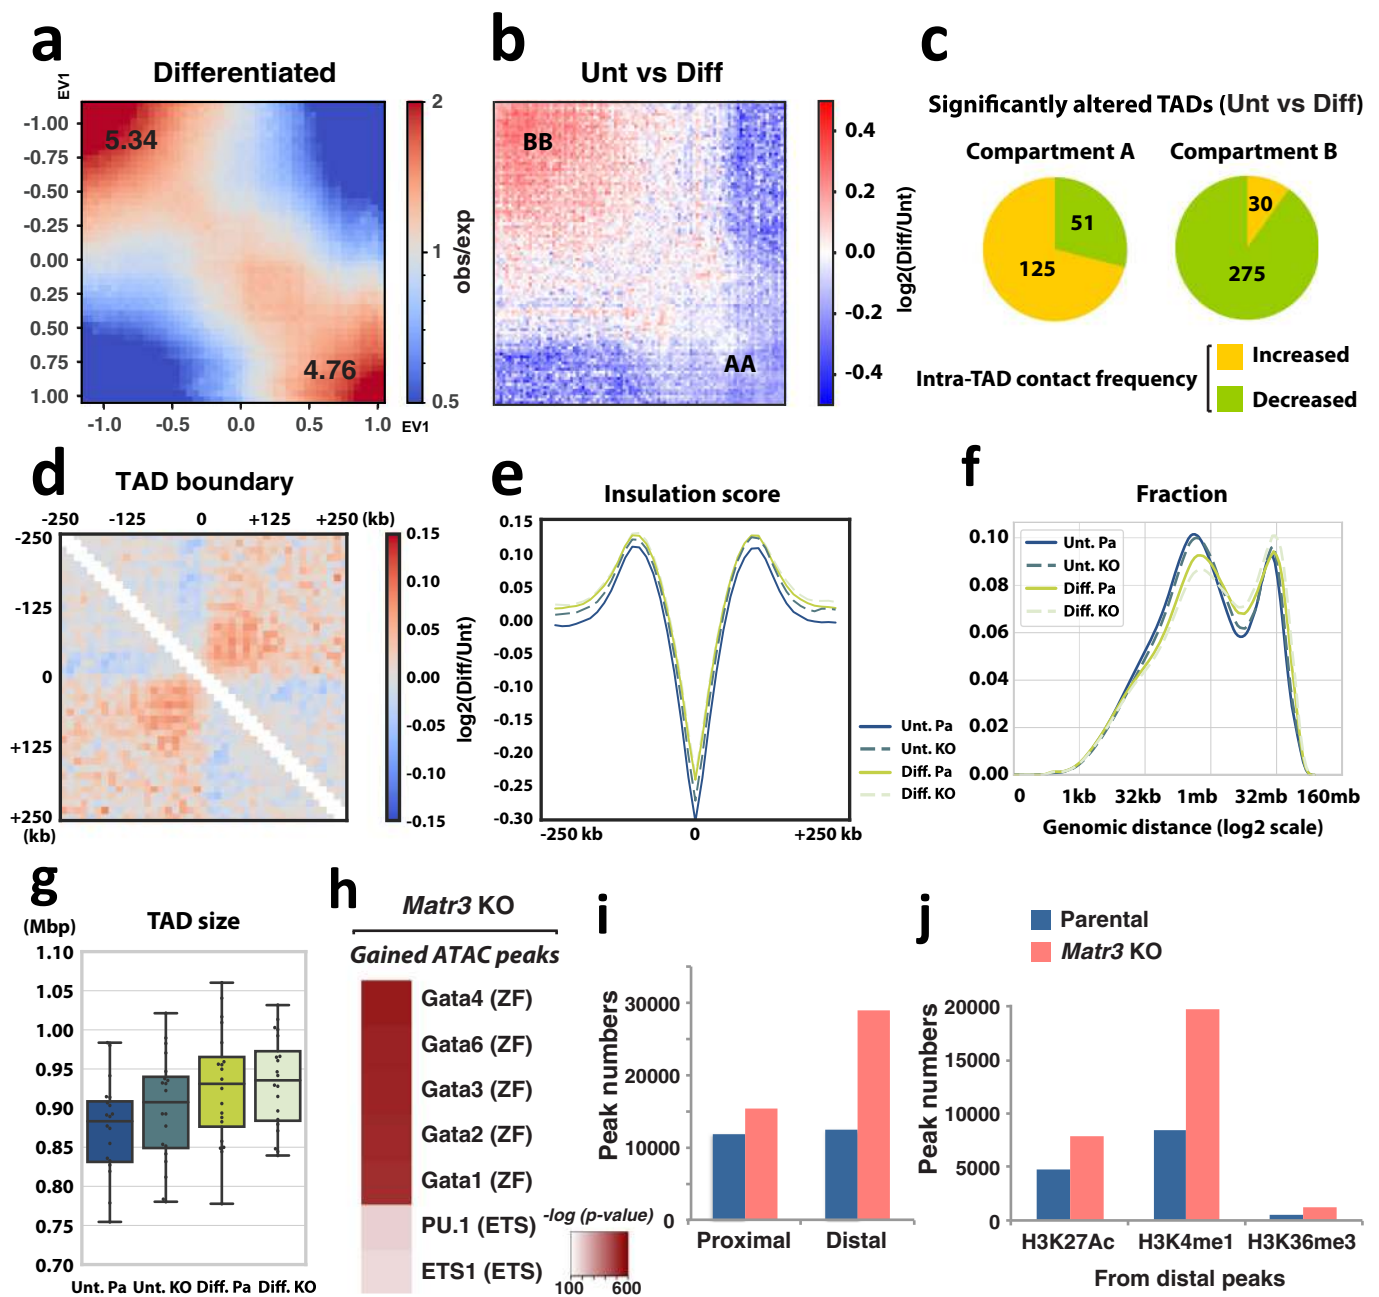 a
Differentiated
EV1
-1.00
-0.75
-0.50
-0.25
0.00
0.25
0.50
0.75
1.00
5.34
4.76
-1.0 -0.5 0.0 0.5 1.0 EV1
2
1
0.5
obs/exp
b
Unt vs Diff
BB
AA
0.4
0.2
0.0
-0.2
-0.4
log2(Diff/Unt)
c
Significantly altered TADs (Unt vs Diff)
Compartment A Compartment B
51
125
30
275
Intra-TAD contact frequency
Increased
Decreased
d
TAD boundary
-250 -125 0 +125 +250 (kb)
-250
-125
0
+125
+250
(kb)
0.15
0.10
0.05
0.00
-0.05
-0.10
-0.15
log2(Diff/Unt)
e
Insulation score
0.15
0.10
0.05
0.00
-0.05
-0.10
-0.15
-0.20
-0.25
-0.30
-250 kb 0 +250 kb
Unt. Pa
Unt. KO
Diff. Pa
Diff. KO
f
Fraction
0.10
0.08
0.06
0.04
0.02
0.00
Unt. Pa
Unt. KO
Diff. Pa
Diff. KO
0 1kb 32kb 1mb 32mb 160mb
Genomic distance (log2 scale)
g
(Mbp)
TAD size
1.10
1.05
1.00
0.95
0.90
0.85
0.80
0.75
0.70
Unt. Pa Unt. KO Diff. Pa Diff. KO
h
Matr3 KO
Gained ATAC peaks
Gata4 (ZF)
Gata6 (ZF)
Gata3 (ZF)
Gata2 (ZF)
Gata1 (ZF)
PU.1 (ETS)
ETS1 (ETS)
-log (p-value)
100 600
i
Peak numbers
30000
20000
10000
0
Proximal Distal
j
Parental
Matr3 KO
Peak numbers
20000
15000
10000
5000
0
H3K27Ac H3K4me1 H3K36me3
From distal peaks